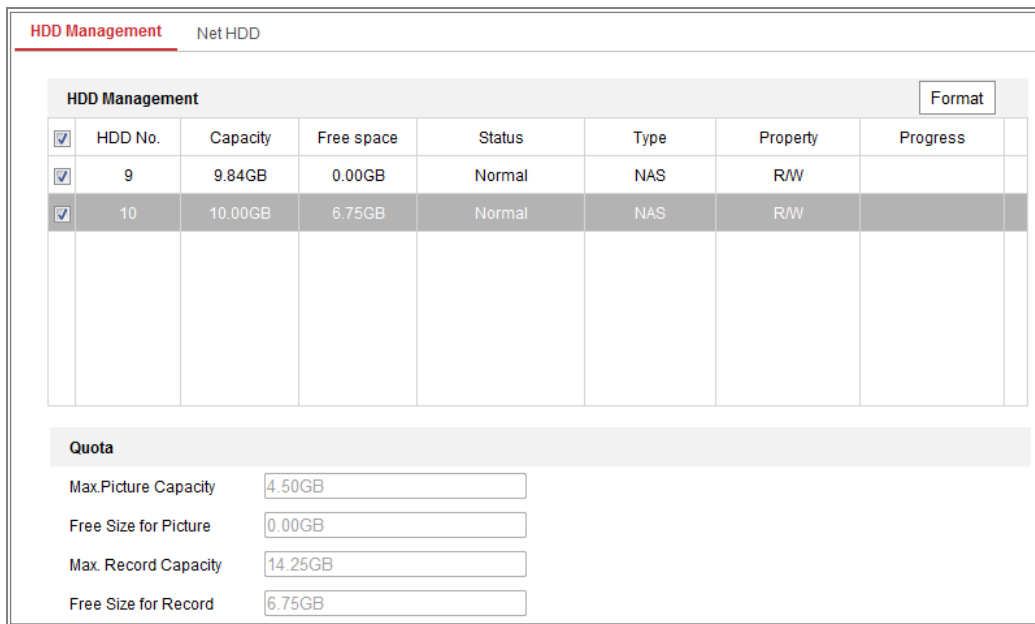 HDD Management Net HDD
HDD Management Format
HDD No. Capacity Free space Status Type Property Progress
9 9.84GB 0.00GB Normal NAS R/W
10 10.00GB 6.75GB Normal NAS R/W
Quota
Max.Picture Capacity 4.50GB
Free Size for Picture 0.00GB
Max. Record Capacity 14.25GB
Free Size for Record 6.75GB